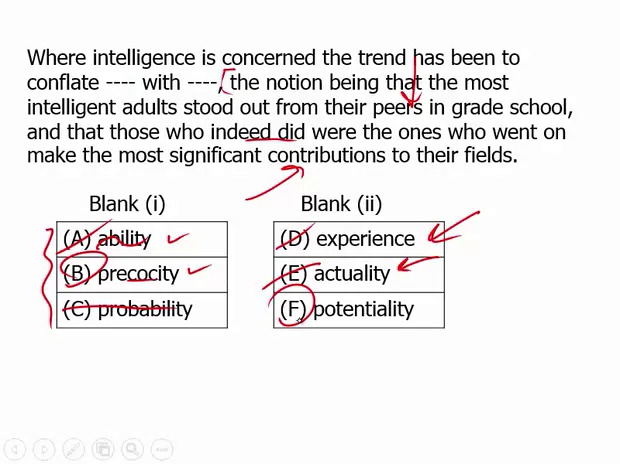 Where intelligence is concerned the trend has been to
conflate ---- with ----, the notion being that the most
intelligent adults stood out from their peers in grade school,
and that those who indeed did were the ones who went on
make the most significant contributions to their fields.
Blank (i)
Blank (ii)
(A) ability
(D) experience
(B) precocity
(E) actuality
(C) probability
(F) potentiality